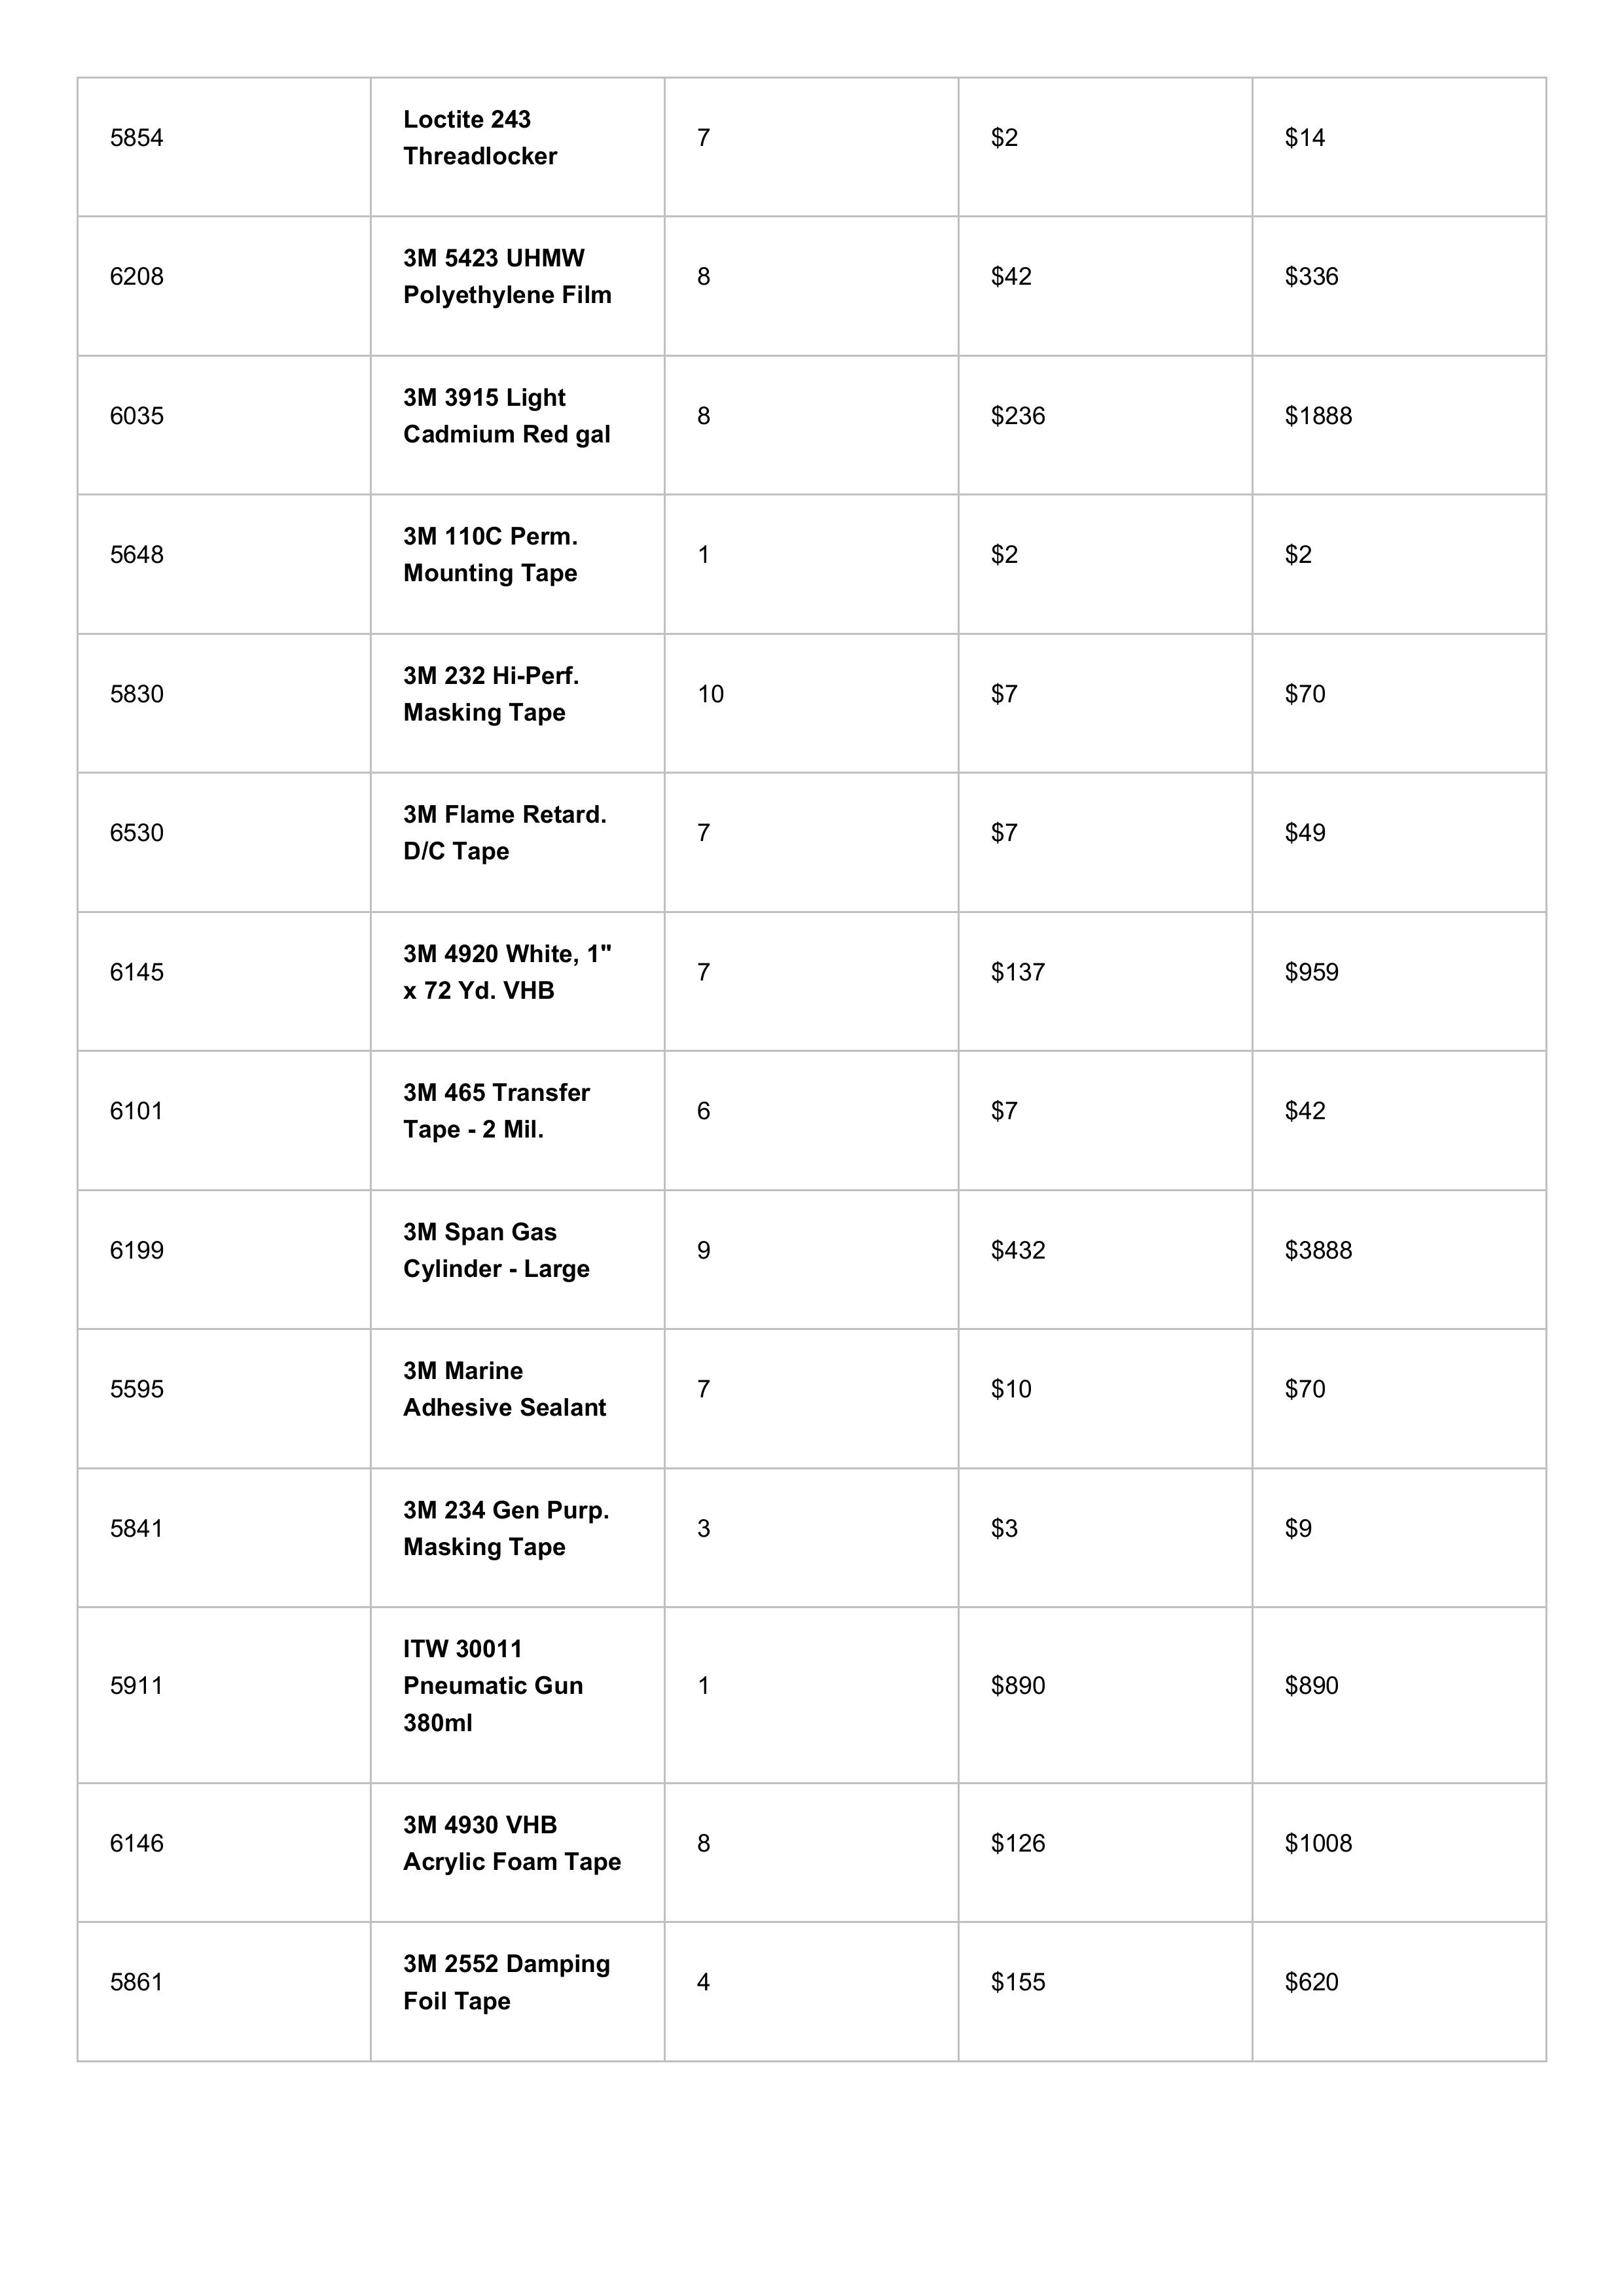 5854 Loctite 243 7 $2 $14
Threadlocker
6208 3M 5423 UHMW 8 $42 $336
Polyethylene Film
6035 3M 3915 Light 8 $236 $1888
Cadmium Red gal
5648 3M 110C Perm. 1 $2 $2
Mounting Tape
5830 3M 232 Hi-Perf. 10 $7 $70
Masking Tape
6530 3M Flame Retard. 7 $7 $49
D/C Tape
6145 3M 4920 White, 1" 7 $137 $959
x 72 Yd. VHB
6101 3M 465 Transfer 6 $7 $42
Tape - 2 Mil.
6199 3M Span Gas 9 $432 $3888
Cylinder - Large
5595 3M Marine 7 $10 $70
Adhesive Sealant
5841 3M 234 Gen Purp. 3 $3 $9
Masking Tape
ITW 30011
5911 Pneumatic Gun 1 $890 $890
380ml
6146 3M 4930 VHB 8 $126 $1008
Acrylic Foam Tape
5861 3M 2552 Damping 4 $155 $620
Foil Tape